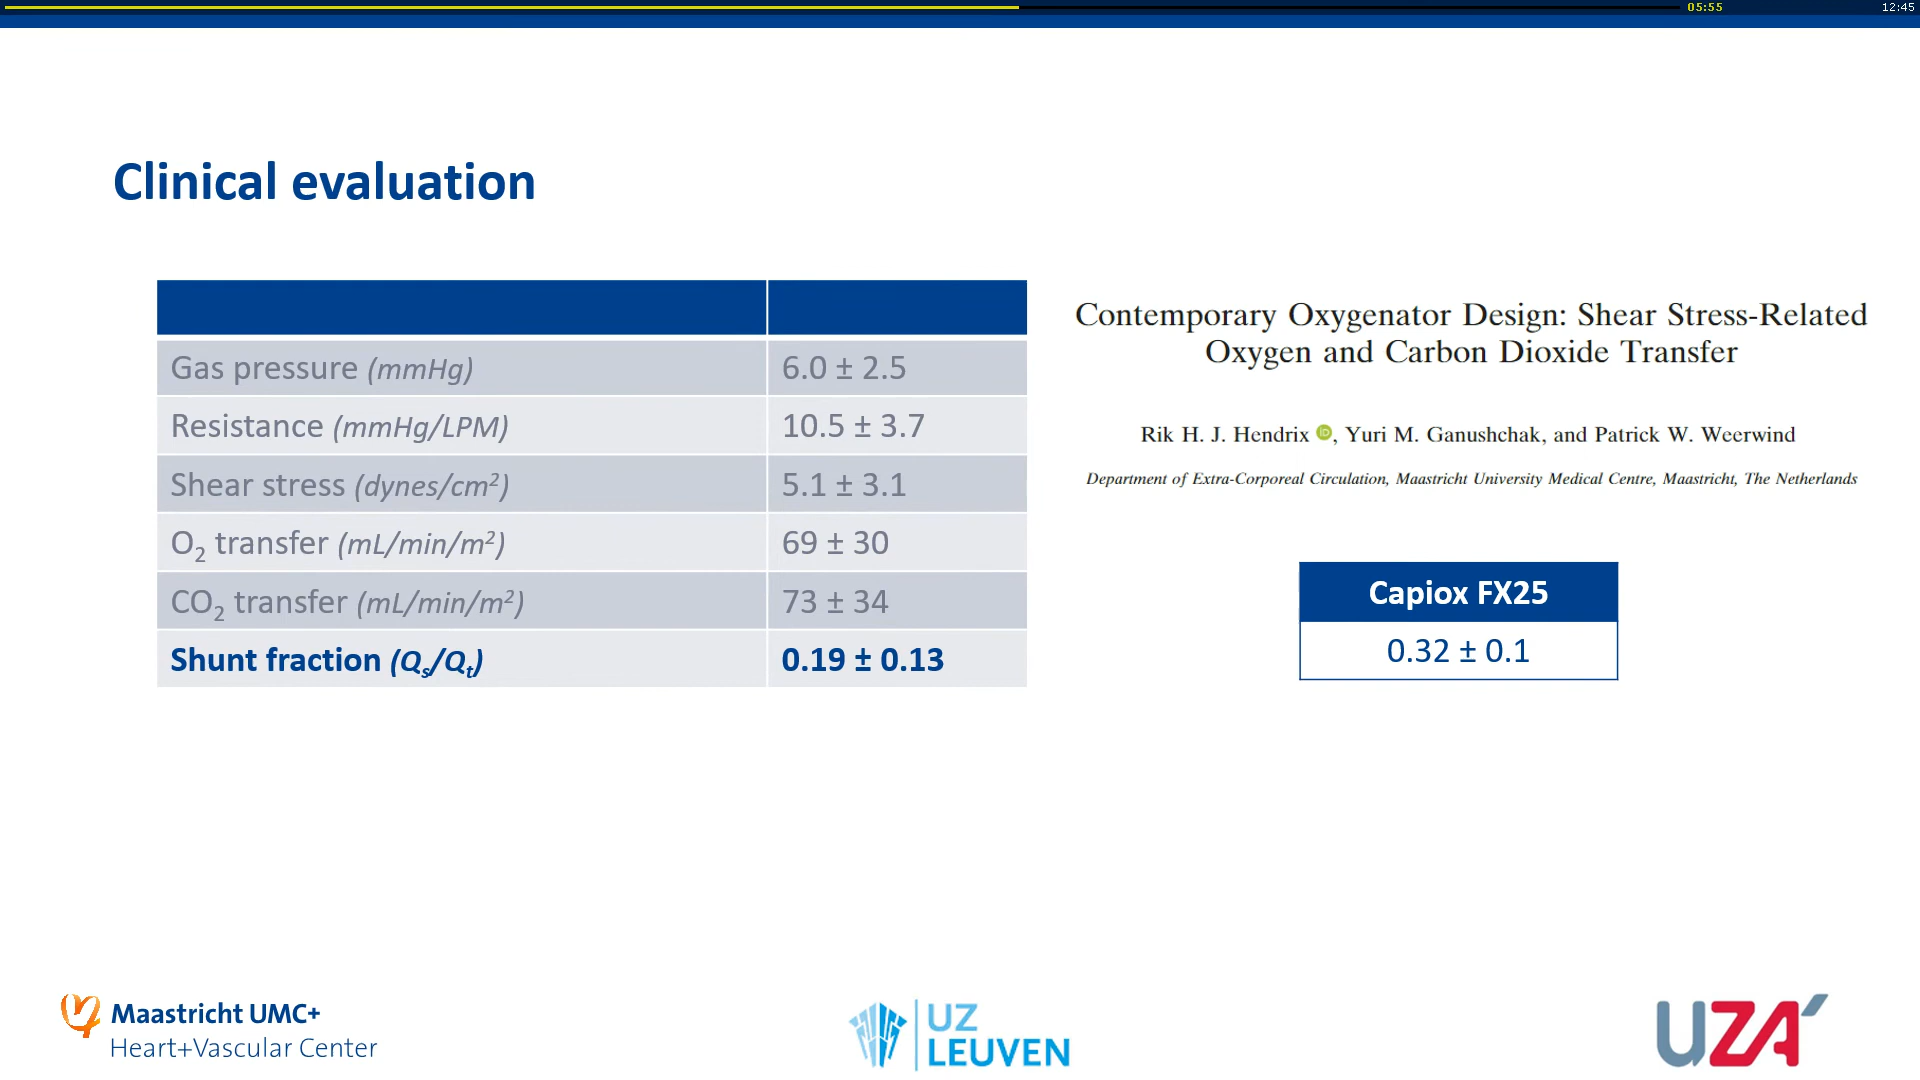 05:55
12:45
Clinical evaluation
Gas pressure (mmHg) 6.0 ± 2.5
Resistance (mmHg/LPM) 10.5 ± 3.7
Shear stress (dynes/cm²) 5.1 ± 3.1
O₂ transfer (mL/min/m²) 69 ± 30
CO₂ transfer (mL/min/m²) 73 ± 34
Shunt fraction (Qₛ/Qₜ) 0.19 ± 0.13
Contemporary Oxygenator Design: Shear Stress-Related
Oxygen and Carbon Dioxide Transfer
Rik H. J. Hendrix iD, Yuri M. Ganushchak, and Patrick W. Weerwind
Department of Extra-Corporeal Circulation, Maastricht University Medical Centre, Maastricht, The Netherlands
Capiox FX25
0.32 ± 0.1
Maastricht UMC+
Heart+Vascular Center
UZ
LEUVEN
UZA